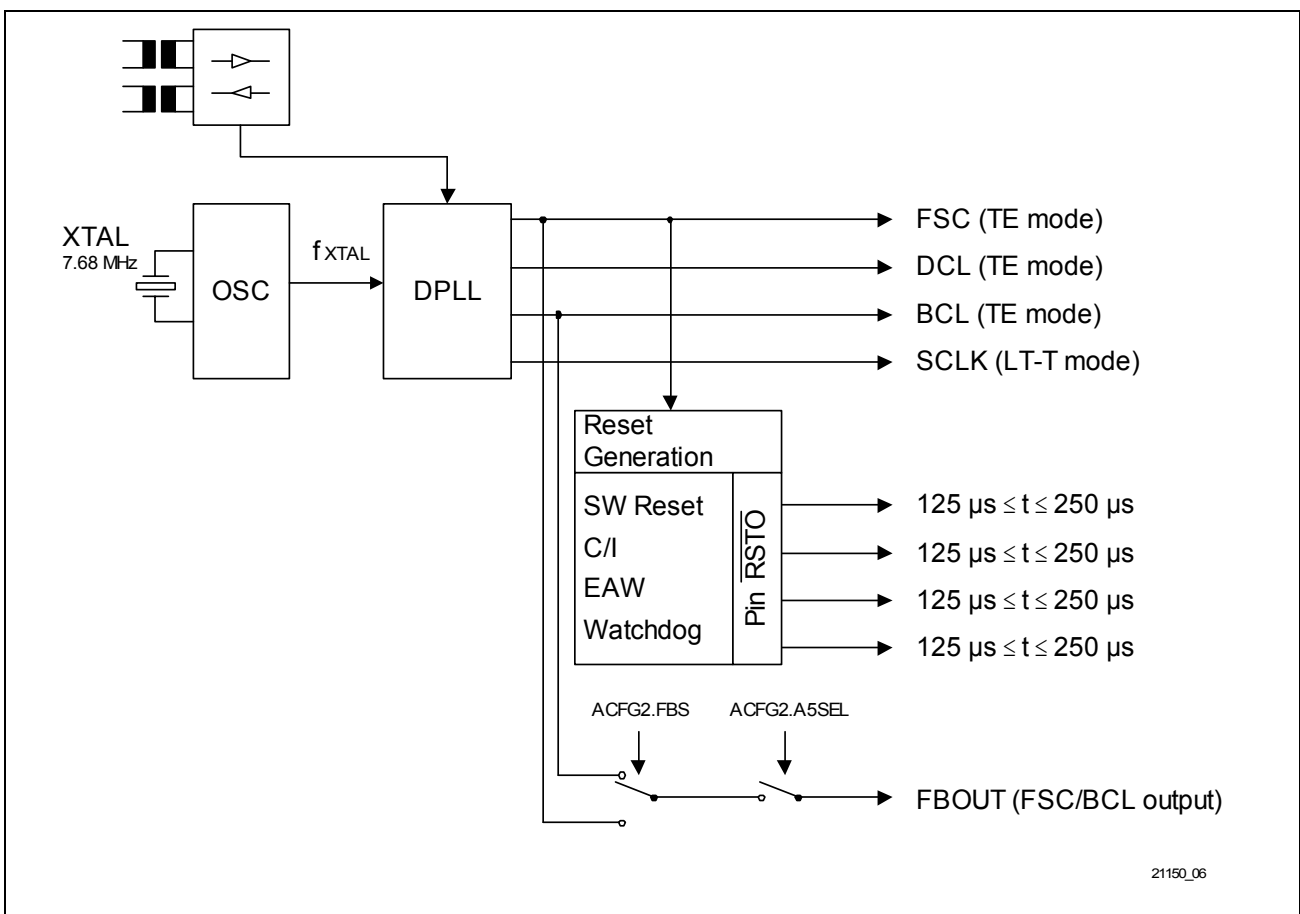 FSC (TE mode)
XTAL
7.68 MHz
OSC
fXTAL
DPLL
DCL (TE mode)
BCL (TE mode)
SCLK (LT-T mode)
Reset
Generation
SW Reset
C/I
EAW
Watchdog
Pin RSTO
125 µs ≤ t ≤ 250 µs
125 µs ≤ t ≤ 250 µs
125 µs ≤ t ≤ 250 µs
125 µs ≤ t ≤ 250 µs
ACFG2.FBS
ACFG2.A5SEL
FBOUT (FSC/BCL output)
21150_06